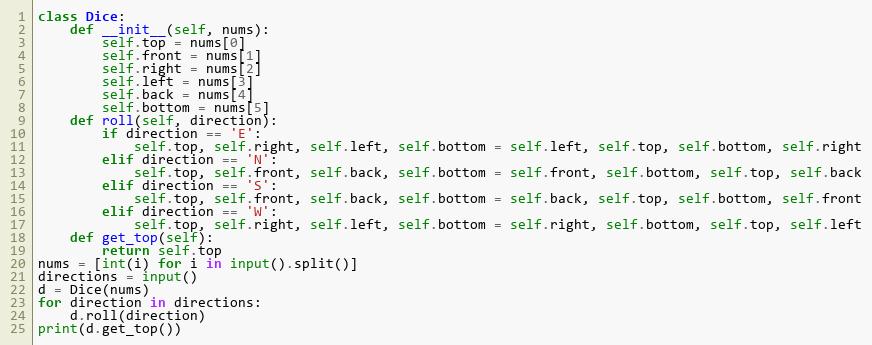 1 class Dice:
2     def __init__(self, nums):
3         self.top = nums[0]
4         self.front = nums[1]
5         self.right = nums[2]
6         self.left = nums[3]
7         self.back = nums[4]
8         self.bottom = nums[5]
9     def roll(self, direction):
10         if direction == 'E':
11             self.top, self.right, self.left, self.bottom = self.left, self.top, self.bottom, self.right
12         elif direction == 'N':
13             self.top, self.front, self.back, self.bottom = self.front, self.bottom, self.top, self.back
14         elif direction == 'S':
15             self.top, self.front, self.back, self.bottom = self.back, self.top, self.bottom, self.front
16         elif direction == 'W':
17             self.top, self.right, self.left, self.bottom = self.right, self.bottom, self.top, self.left
18     def get_top(self):
19         return self.top
20 nums = [int(i) for i in input().split()]
21 directions = input()
22 d = Dice(nums)
23 for direction in directions:
24     d.roll(direction)
25 print(d.get_top())